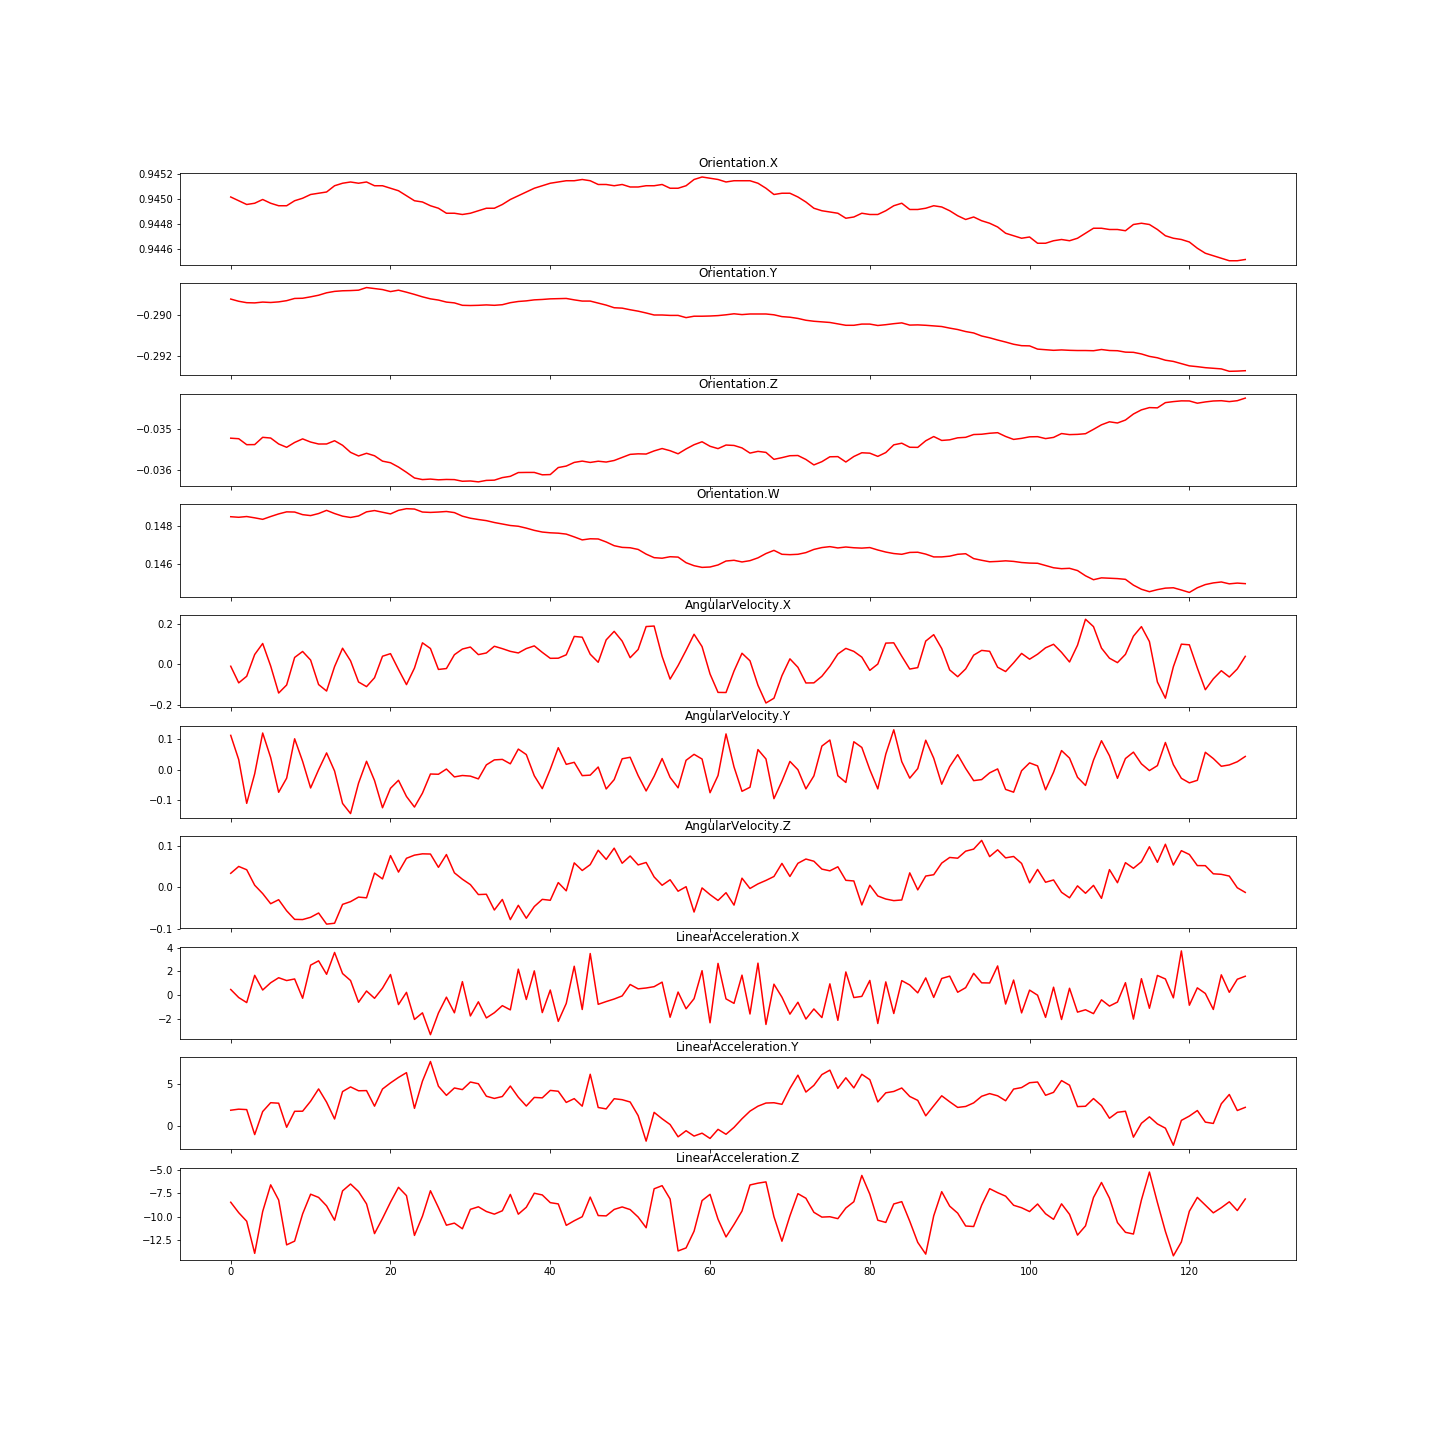 Orientation.X
0.9452
0.9450
0.9448
0.9446
Orientation.Y
−0.290
−0.292
Orientation.Z
−0.035
−0.036
Orientation.W
0.148
0.146
AngularVelocity.X
0.2
0.0
−0.2
AngularVelocity.Y
0.1
0.0
−0.1
AngularVelocity.Z
0.1
0.0
−0.1
LinearAcceleration.X
4
2
0
−2
LinearAcceleration.Y
5
0
LinearAcceleration.Z
−5.0
−7.5
−10.0
−12.5
0 20 40 60 80 100 120